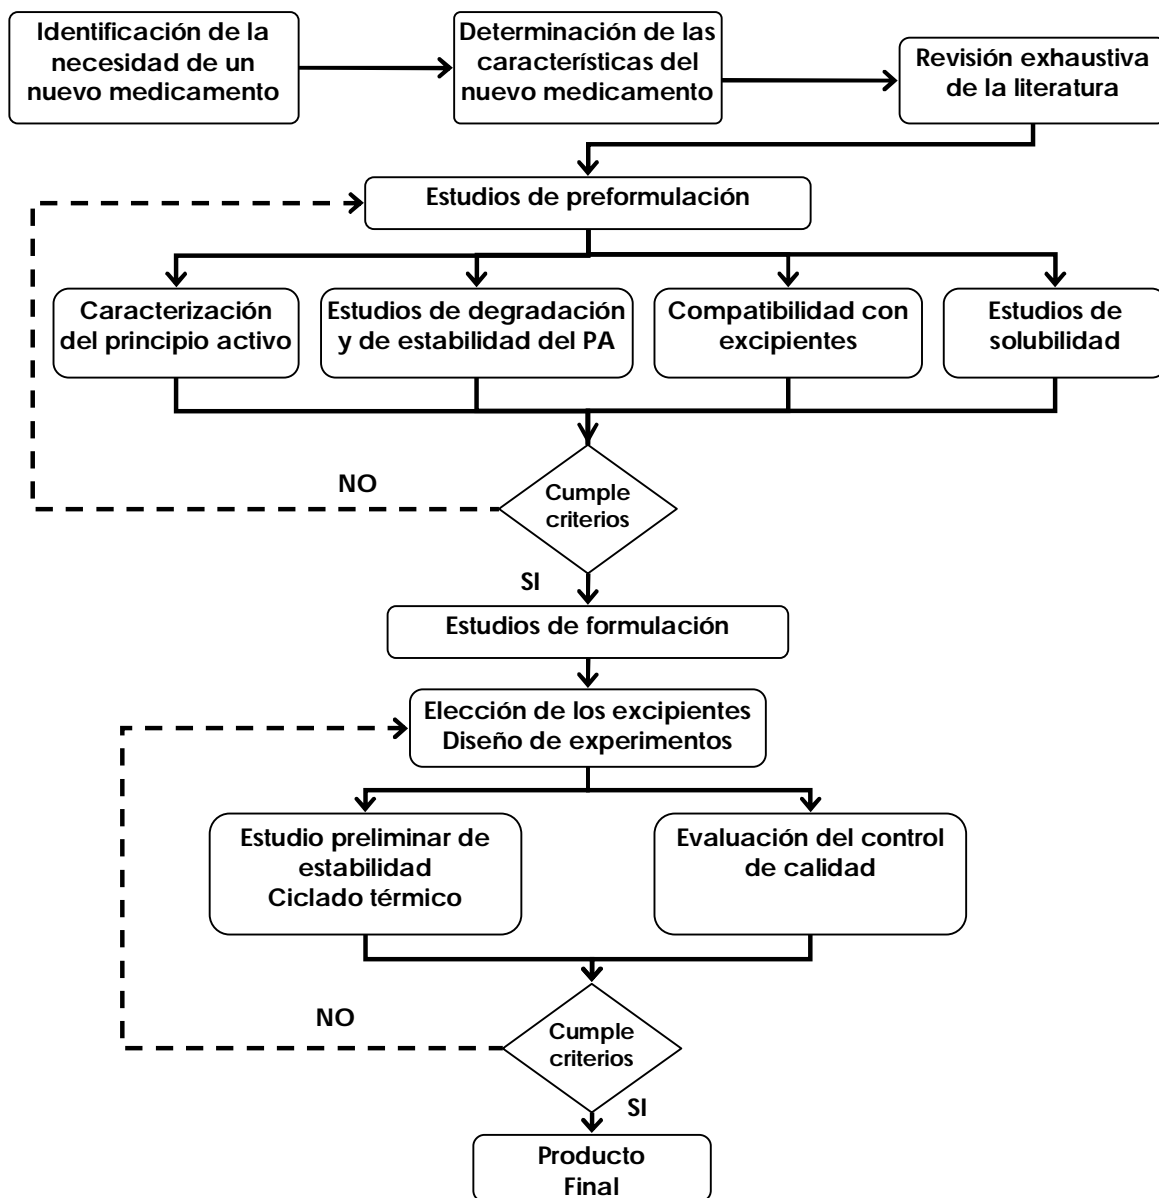 Identificación de la
necesidad de un
nuevo medicamento
Determinación de las
características del
nuevo medicamento
Revisión exhaustiva
de la literatura
Estudios de preformulación
Caracterización
del principio activo
Estudios de degradación
y de estabilidad del PA
Compatibilidad con
excipientes
Estudios de
solubilidad
Cumple
criterios
NO
SI
Estudios de formulación
Elección de los excipientes
Diseño de experimentos
Estudio preliminar de
estabilidad
Ciclado térmico
Evaluación del control
de calidad
Cumple
criterios
NO
SI
Producto
Final